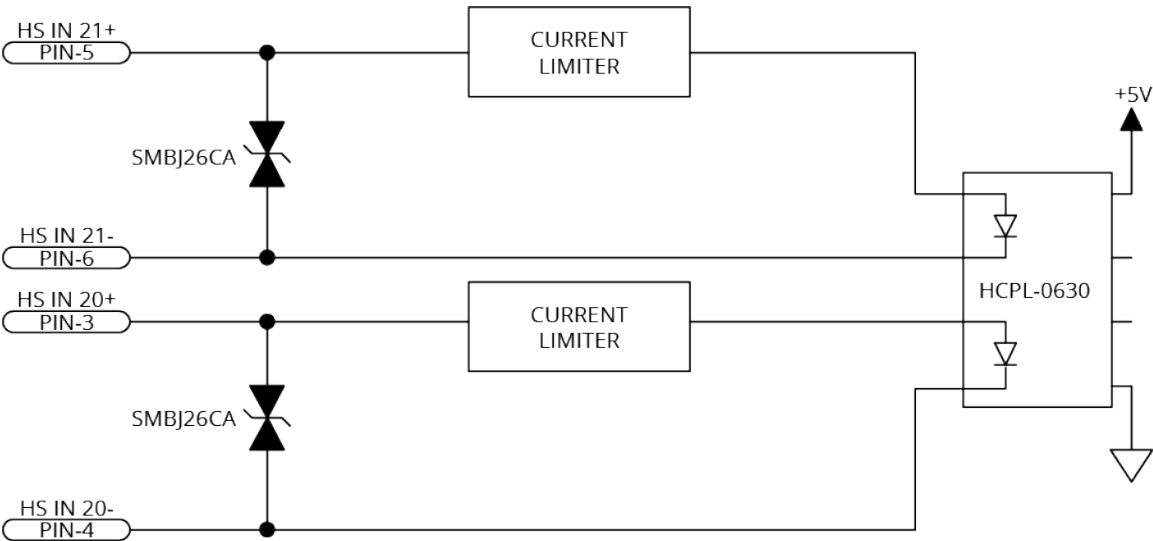 HS IN 21+
PIN-5
CURRENT
LIMITER
+5V
SMBJ26CA
HS IN 21-
PIN-6
HCPL-0630
HS IN 20+
PIN-3
CURRENT
LIMITER
SMBJ26CA
HS IN 20-
PIN-4